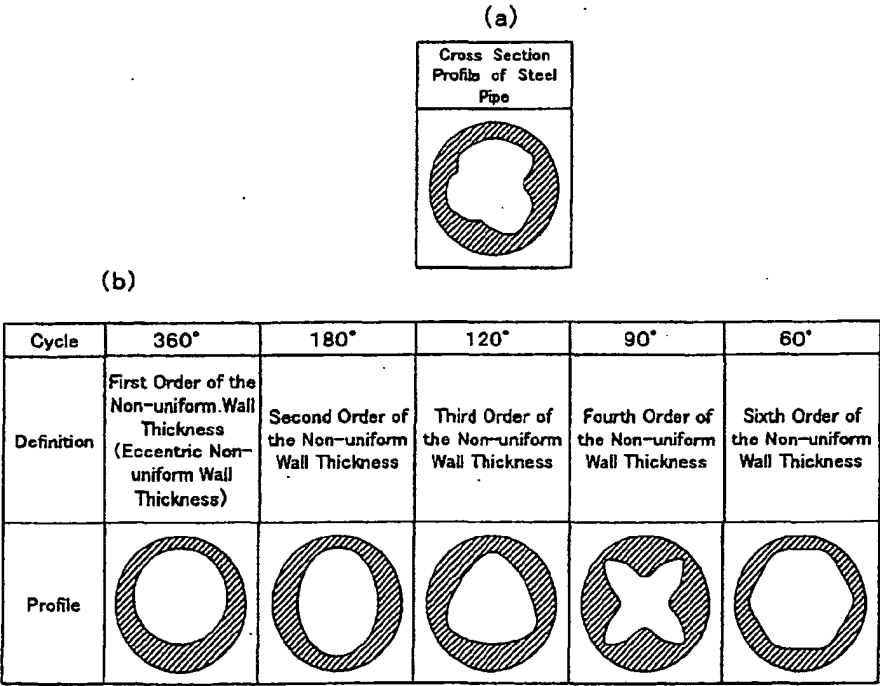 (a)
Cross Section
Profile of Steel
Pipe
(b)
Cycle 360° 180° 120° 90° 60°
Definition
First Order of the
Non-uniform.Wall
Thickness
(Eccentric Non-
uniform Wall
Thickness)
Second Order of
the Non-uniform
Wall Thickness
Third Order of
the Non-uniform
Wall Thickness
Fourth Order of
the Non-uniform
Wall Thickness
Sixth Order of
the Non-uniform
Wall Thickness
Profile